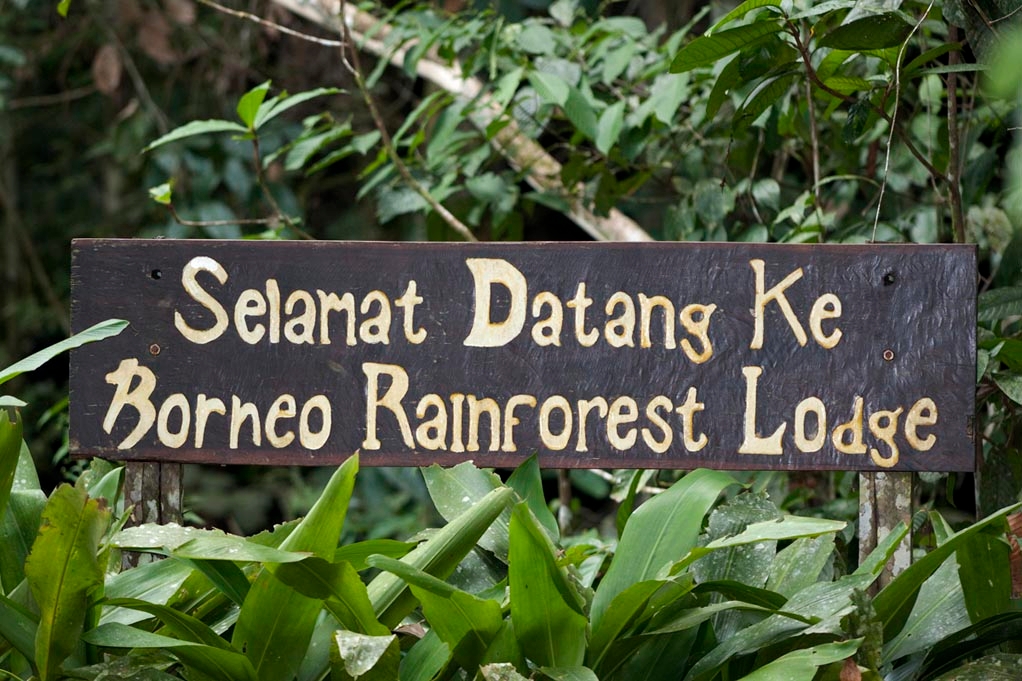 Selamat Datang Ke
Borneo Rainforest Lodge